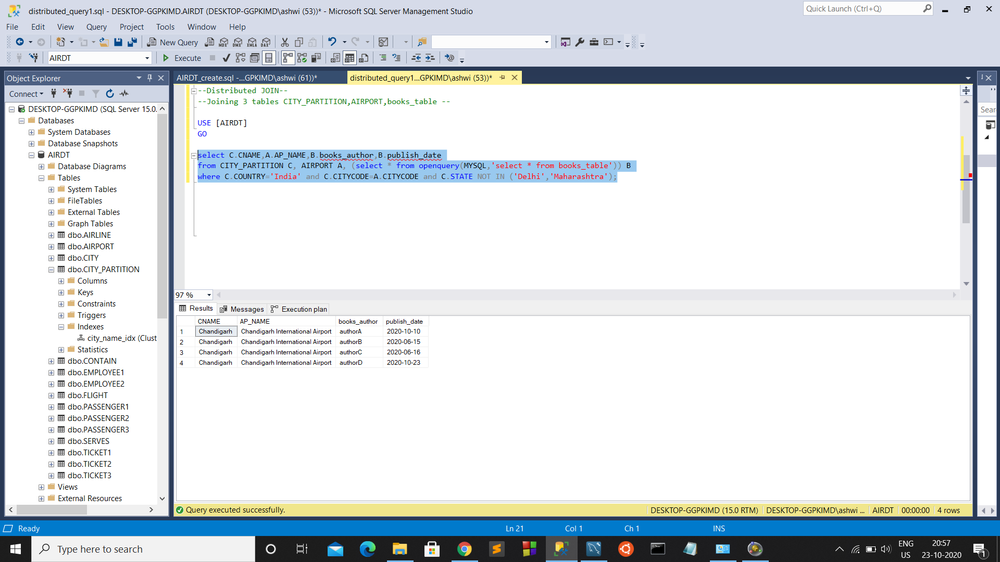 distributed_query1.sql - DESKTOP-GGPKIMD.AIRDT (DESKTOP-GGPKIMD\ashwi (53))* - Microsoft SQL Server Management Studio
Quick Launch (Ctrl+Q)
File Edit View Query Project Tools Window Help
New Query MDX DMX XMLA DAX
AIRDT Execute
Object Explorer
Connect
DESKTOP-GGPKIMD (SQL Server 15.0.
Databases
System Databases
Database Snapshots
AIRDT
Database Diagrams
Tables
System Tables
FileTables
External Tables
Graph Tables
dbo.AIRLINE
dbo.AIRPORT
dbo.CITY
dbo.CITY_PARTITION
Columns
Keys
Constraints
Triggers
Indexes
city_name_idx (Clust
Statistics
dbo.CONTAIN
dbo.EMPLOYEE1
dbo.EMPLOYEE2
dbo.FLIGHT
dbo.PASSENGER1
dbo.PASSENGER2
dbo.PASSENGER3
dbo.SERVES
dbo.TICKET1
dbo.TICKET2
dbo.TICKET3
Views
External Resources
AIRDT_create.sql -...GPKIMD\ashwi (61))* distributed_query1...GPKIMD\ashwi (53))*
--Distributed JOIN--
--Joining 3 tables CITY_PARTITION,AIRPORT,books_table --
USE [AIRDT]
GO
select C.CNAME,A.AP_NAME,B.books_author,B.publish_date
from CITY_PARTITION C, AIRPORT A, (select * from openquery(MYSQL,'select * from books_table')) B
where C.COUNTRY='India' and C.CITYCODE=A.CITYCODE and C.STATE NOT IN ('Delhi','Maharashtra');
Sear
97 %
Results Messages Execution plan
CNAME AP_NAME books_author publish_date
1 Chandigarh Chandigarh International Airport authorA 2020-10-10
2 Chandigarh Chandigarh International Airport authorB 2020-06-15
3 Chandigarh Chandigarh International Airport authorC 2020-06-16
4 Chandigarh Chandigarh International Airport authorD 2020-10-23
Query executed successfully. DESKTOP-GGPKIMD (15.0 RTM) DESKTOP-GGPKIMD\ashwi ... AIRDT 00:00:00 4 rows
Ready Ln 21 Col 1 Ch 1 INS
Type here to search
ENG
US
20:57
23-10-2020
1